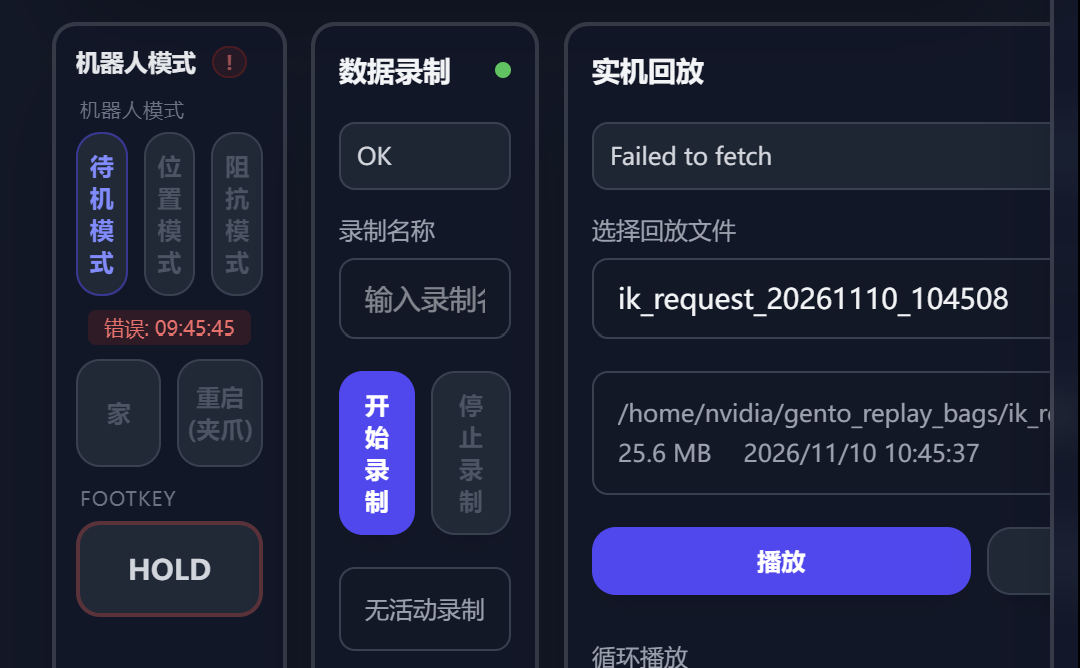 机器人模式 !
机器人模式
待机模式
位置模式
阻抗模式
错误: 09:45:45
家
重启
(夹爪)
FOOTKEY
HOLD
数据录制
OK
录制名称
输入录制
开始录制
停止录制
无活动录制
实机回放
Failed to fetch
选择回放文件
ik_request_20261110_104508
/home/nvidia/gento_replay_bags/ik_r
25.6 MB 2026/11/10 10:45:37
播放
循环播放